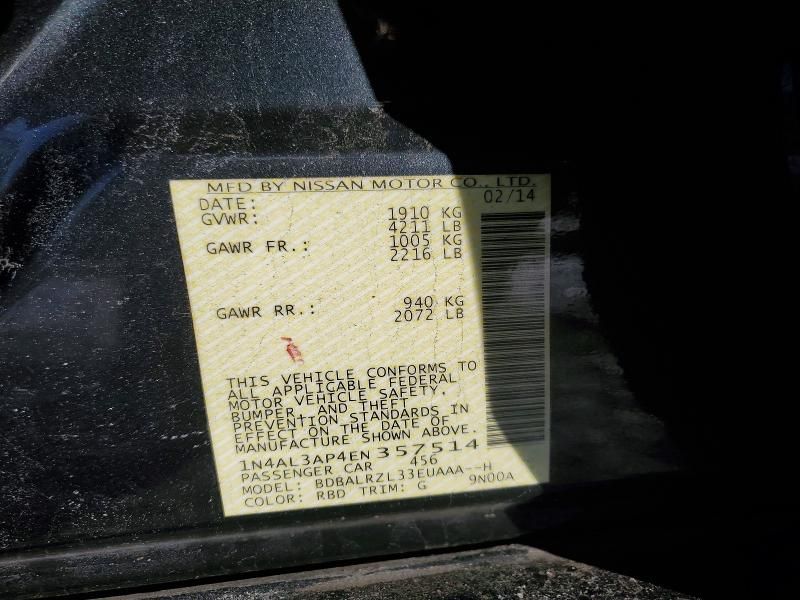 MFD BY NISSAN MOTOR CO., LTD.
DATE: 02/14
GVWR: 1910 KG
4211 LB
GAWR FR.: 1005 KG
2216 LB
GAWR RR.: 940 KG
2072 LB
THIS VEHICLE CONFORMS TO
ALL APPLICABLE FEDERAL
MOTOR VEHICLE SAFETY,
BUMPER, AND THEFT
PREVENTION STANDARDS IN
EFFECT ON THE DATE OF
MANUFACTURE SHOWN ABOVE.
1N4AL3AP4EN 357514
PASSENGER CAR 456
MODEL: BDBALRZL33EUAAA--H
COLOR: RBD TRIM: G 9N00A